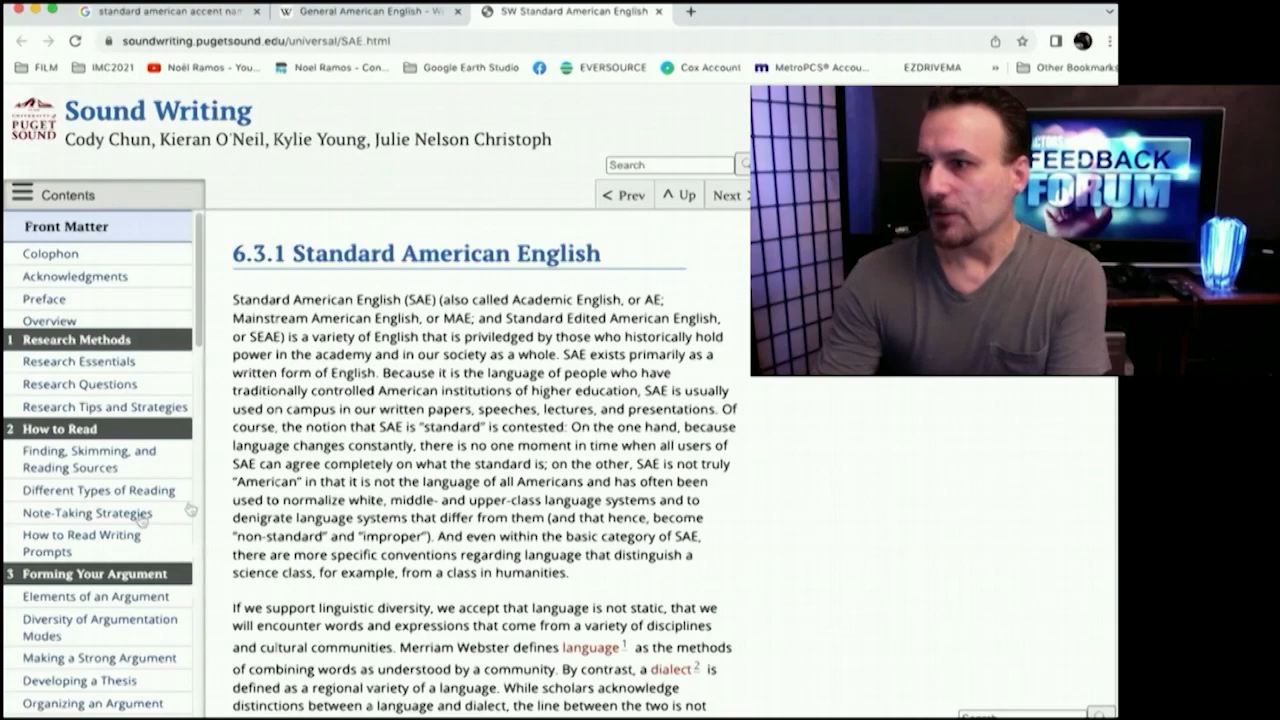 standard american accent nam
General American English - Wi
SW Standard American English
soundwriting.pugetsound.edu/universal/SAE.html
FILM
IMC2021
Noël Ramos - You...
Noel Ramos - Con...
Google Earth Studio
EVERSOURCE
Cox Account
MetroPCS® Accou...
EZDRIVEMA
»
Other Bookmarks
PUGET
SOUND
Sound Writing
Cody Chun, Kieran O'Neil, Kylie Young, Julie Nelson Christoph
Search
Contents
< Prev
Up
Next
FEEDBACK
FORUM
Front Matter
Colophon
Acknowledgments
Preface
Overview
1 Research Methods
Research Essentials
Research Questions
Research Tips and Strategies
2 How to Read
Finding, Skimming, and
Reading Sources
Different Types of Reading
Note-Taking Strategies
How to Read Writing
Prompts
3 Forming Your Argument
Elements of an Argument
Diversity of Argumentation
Modes
Making a Strong Argument
Developing a Thesis
Organizing an Argument
6.3.1 Standard American English
Standard American English (SAE) (also called Academic English, or AE;
Mainstream American English, or MAE; and Standard Edited American English,
or SEAE) is a variety of English that is priviledged by those who historically hold
power in the academy and in our society as a whole. SAE exists primarily as a
written form of English. Because it is the language of people who have
traditionally controlled American institutions of higher education, SAE is usually
used on campus in our written papers, speeches, lectures, and presentations. Of
course, the notion that SAE is "standard" is contested: On the one hand, because
language changes constantly, there is no one moment in time when all users of
SAE can agree completely on what the standard is; on the other, SAE is not truly
"American" in that it is not the language of all Americans and has often been
used to normalize white, middle- and upper-class language systems and to
denigrate language systems that differ from them (and that hence, become
"non-standard" and "improper"). And even within the basic category of SAE,
there are more specific conventions regarding language that distinguish a
science class, for example, from a class in humanities.
If we support linguistic diversity, we accept that language is not static, that we
will encounter words and expressions that come from a variety of disciplines
and cultural communities. Merriam Webster defines language 1 as the methods
of combining words as understood by a community. By contrast, a dialect 2 is
defined as a regional variety of a language. While scholars acknowledge
distinctions between a language and dialect, the line between the two is not